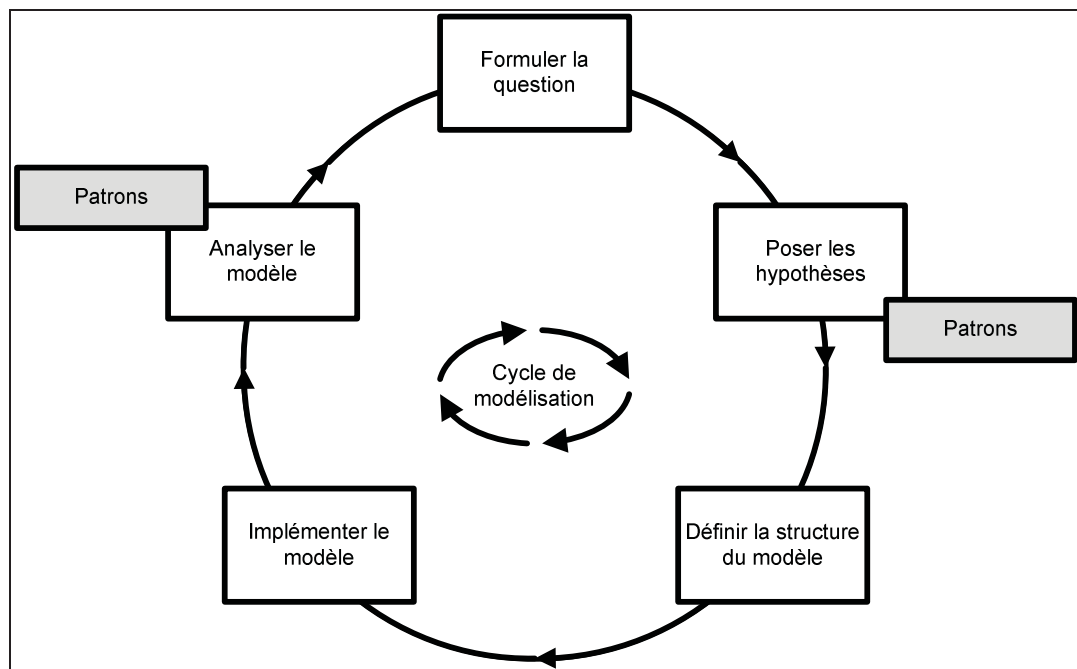 Formuler la
question
Patrons
Analyser le
modèle
Poser les
hypothèses
Patrons
Cycle de
modélisation
Implémenter le
modèle
Définir la structure
du modèle